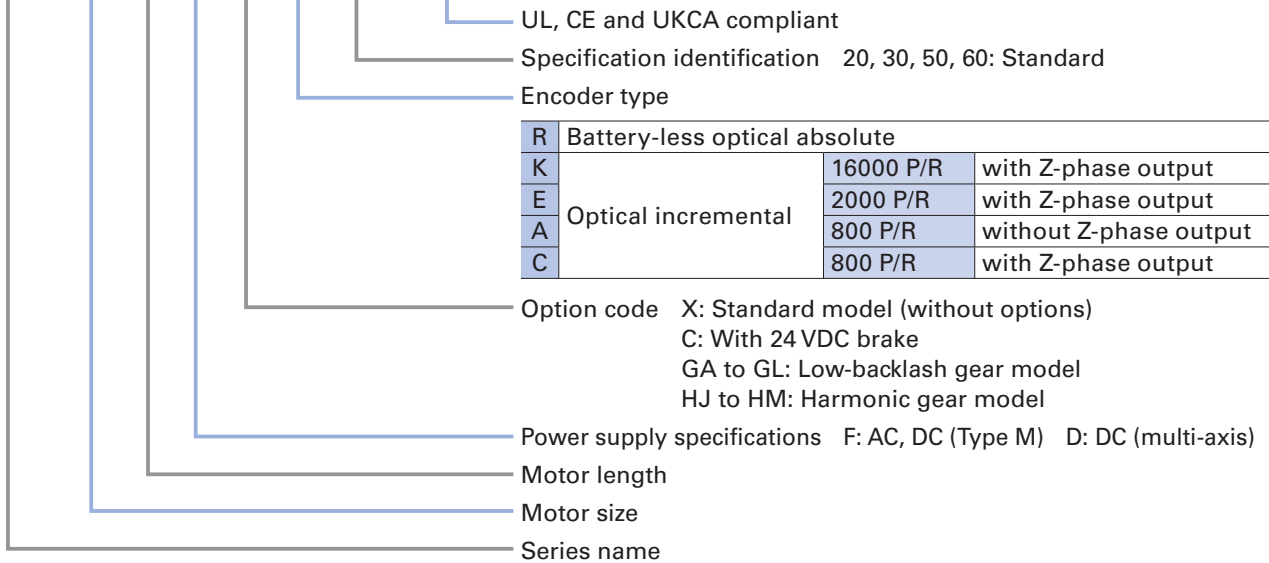 UL, CE and UKCA compliant
Specification identification 20, 30, 50, 60: Standard
Encoder type
R Battery-less optical absolute
K 16000 P/R with Z-phase output
E 2000 P/R with Z-phase output
Optical incremental
A 800 P/R without Z-phase output
C 800 P/R with Z-phase output
Option code X: Standard model (without options)
C: With 24 VDC brake
GA to GL: Low-backlash gear model
HJ to HM: Harmonic gear model
Power supply specifications F: AC, DC (Type M) D: DC (multi-axis)
Motor length
Motor size
Series name